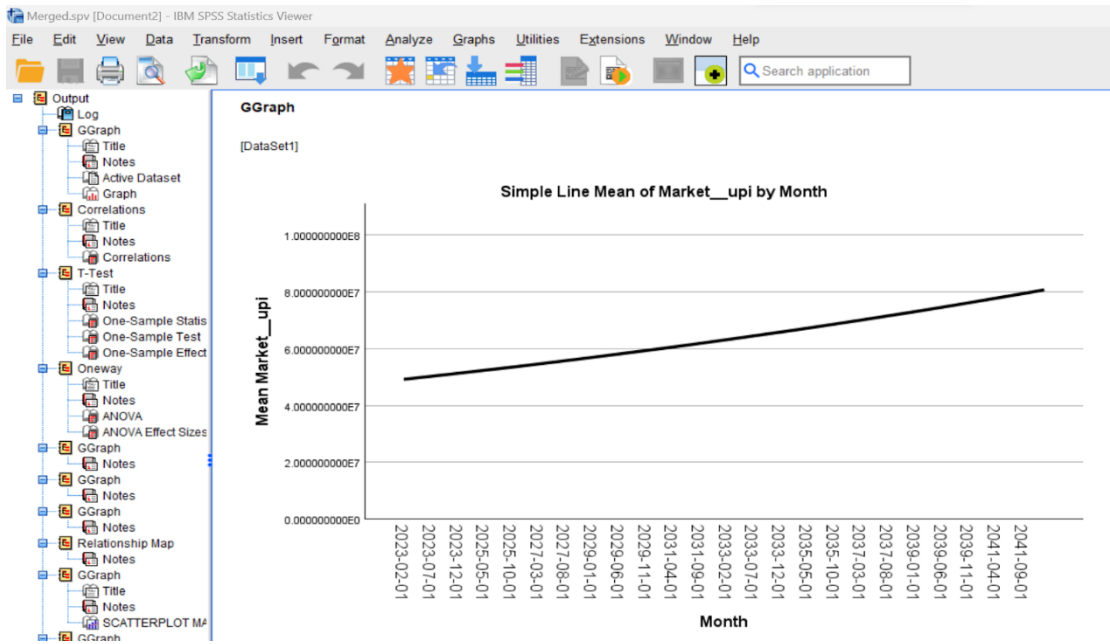 Merged.spv [Document2] - IBM SPSS Statistics Viewer
File Edit View Data Transform Insert Format Analyze Graphs Utilities Extensions Window Help
Search application
Output
Log
GGraph
Title
Notes
Active Dataset
Graph
Correlations
Title
Notes
Correlations
T-Test
Title
Notes
One-Sample Statis
One-Sample Test
One-Sample Effect
Oneway
Title
Notes
ANOVA
ANOVA Effect Sizes
GGraph
Notes
GGraph
Notes
GGraph
Notes
Relationship Map
Notes
GGraph
Title
Notes
SCATTERPLOT MA
GGraph
GGraph
[DataSet1]
Simple Line Mean of Market__upi by Month
Mean Market__upi
1.000000000E8
8.000000000E7
6.000000000E7
4.000000000E7
2.000000000E7
0.000000000E0
2023-02-01
2023-07-01
2023-12-01
2025-05-01
2025-10-01
2027-03-01
2027-08-01
2029-01-01
2029-06-01
2029-11-01
2031-04-01
2031-09-01
2033-02-01
2033-07-01
2033-12-01
2035-05-01
2035-10-01
2037-03-01
2037-08-01
2039-01-01
2039-06-01
2039-11-01
2041-04-01
2041-09-01
Month